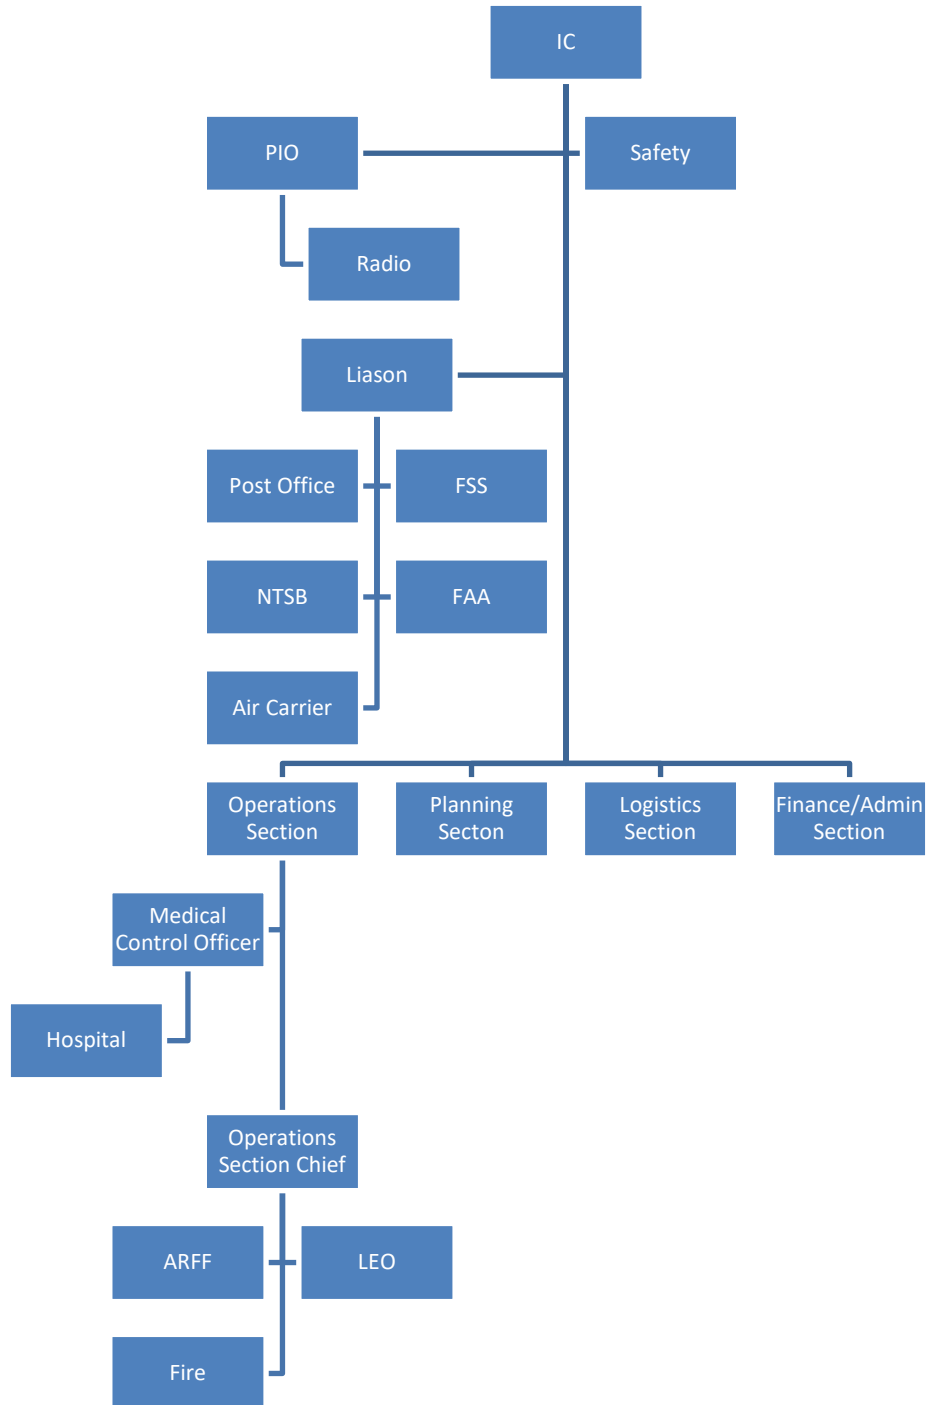 IC
PIO
Safety
Radio
Liason
Post Office
FSS
NTSB
FAA
Air Carrier
Operations
Section
Planning
Secton
Logistics
Section
Finance/Admin
Section
Medical
Control Officer
Hospital
Operations
Section Chief
ARFF
LEO
Fire